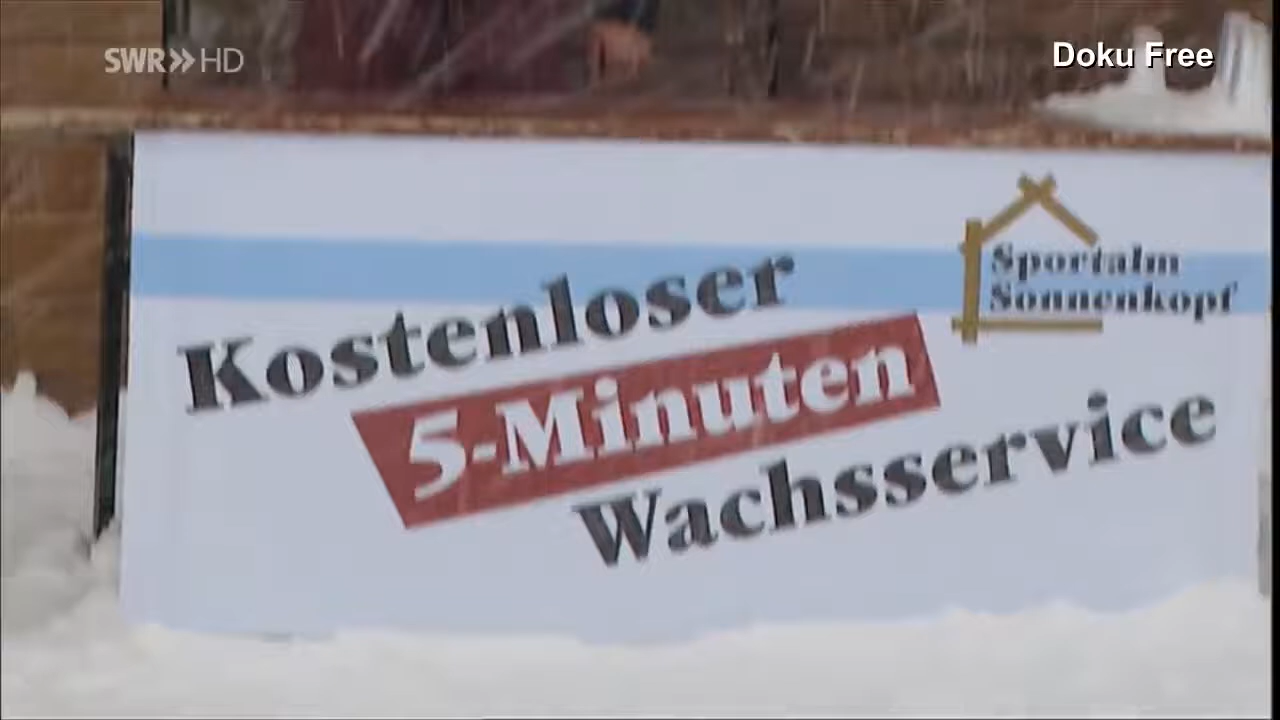 SWR>> HD
Doku Free
Sportalm
Sonnenkopf
Kostenloser
5-Minuten
Wachsservice